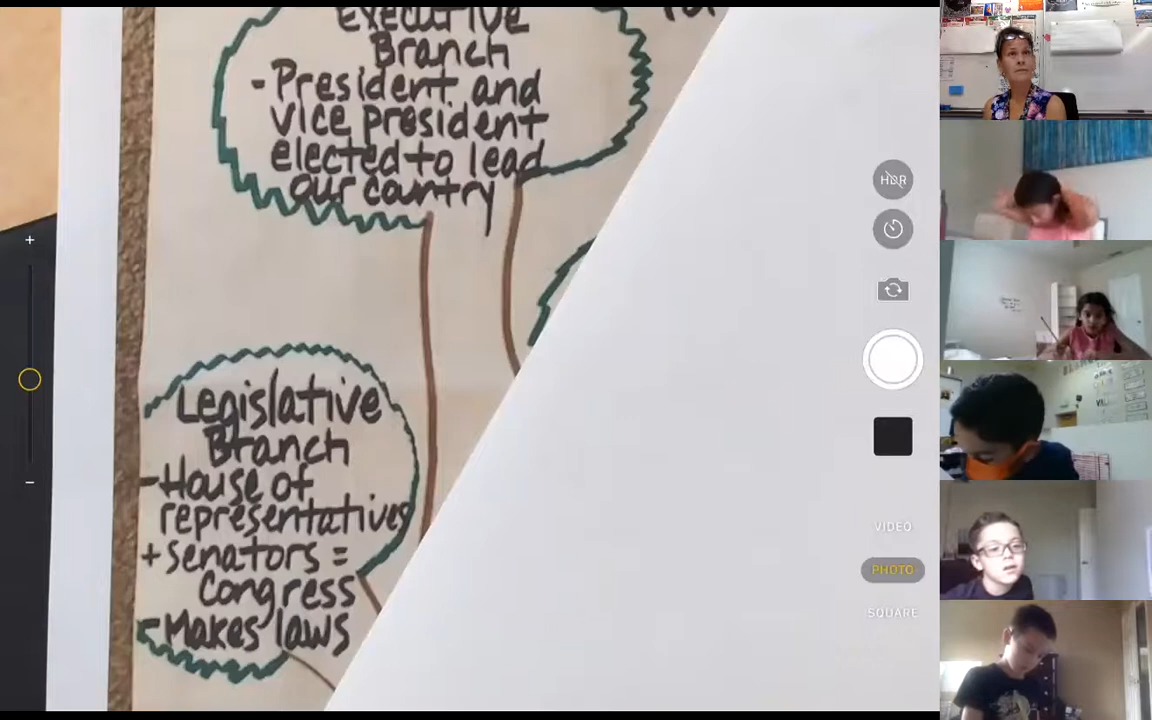 Executive
Branch
- President and
vice president
elected to lead
our country
Legislative
Branch
- House of
representatives
+ senators =
Congress
- Makes laws
HDR
VIDEO
PHOTO
SQUARE